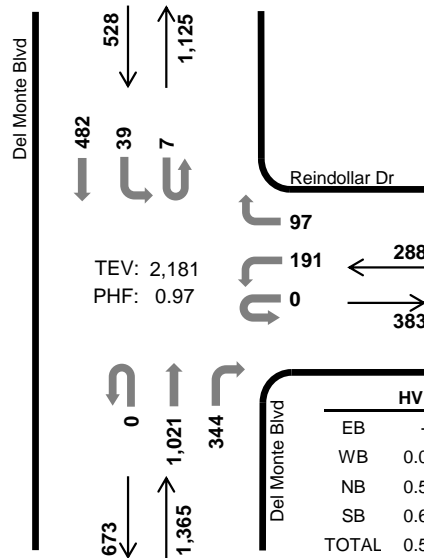 528
1,125
Del Monte Blvd
482
39
7
Reindollar Dr
97
191
288
TEV: 2,181
PHF: 0.97
0
383
0
1,021
344
Del Monte Blvd
HV
EB -
WB 0.0
NB 0.5
SB 0.6
TOTAL 0.5
673
1,365